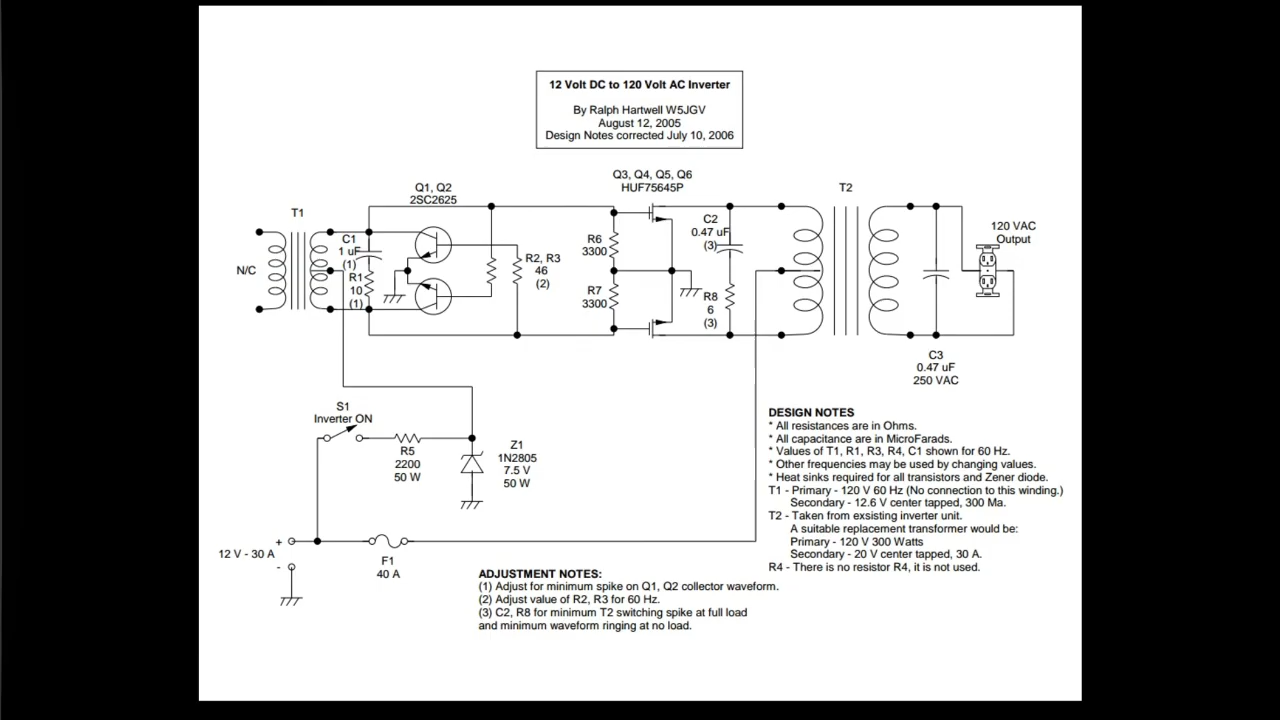 12 Volt DC to 120 Volt AC Inverter
By Ralph Hartwell W5JGV
August 12, 2005
Design Notes corrected July 10, 2006
Q3, Q4, Q5, Q6
HUF75645P
Q1, Q2
2SC2625
T2
T1
C1
1 uF
(1)
R1
10
(1)
N/C
R2, R3
46
(2)
R6
3300
R7
3300
C2
0.47 uF
(3)
R8
6
(3)
120 VAC
Output
C3
0.47 uF
250 VAC
S1
Inverter ON
R5
2200
50 W
Z1
1N2805
7.5 V
50 W
+
12 V - 30 A
-
F1
40 A
DESIGN NOTES
* All resistances are in Ohms.
* All capacitance are in MicroFarads.
* Values of T1, R1, R3, R4, C1 shown for 60 Hz.
* Other frequencies may be used by changing values.
* Heat sinks required for all transistors and Zener diode.
T1 - Primary - 120 V 60 Hz (No connection to this winding.)
Secondary - 12.6 V center tapped, 300 Ma.
T2 - Taken from exsisting inverter unit.
A suitable replacement transformer would be:
Primary - 120 V 300 Watts
Secondary - 20 V center tapped, 30 A.
R4 - There is no resistor R4, it is not used.
ADJUSTMENT NOTES:
(1) Adjust for minimum spike on Q1, Q2 collector waveform.
(2) Adjust value of R2, R3 for 60 Hz.
(3) C2, R8 for minimum T2 switching spike at full load
and minimum waveform ringing at no load.